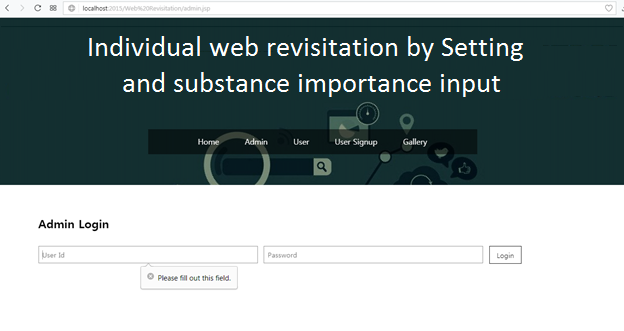 localhost:2015/Web%20Revisitation/admin.jsp
Individual web revisitation by Setting
and substance importance input
Home Admin User User Signup Gallery
Admin Login
User Id Password Login
Please fill out this field.